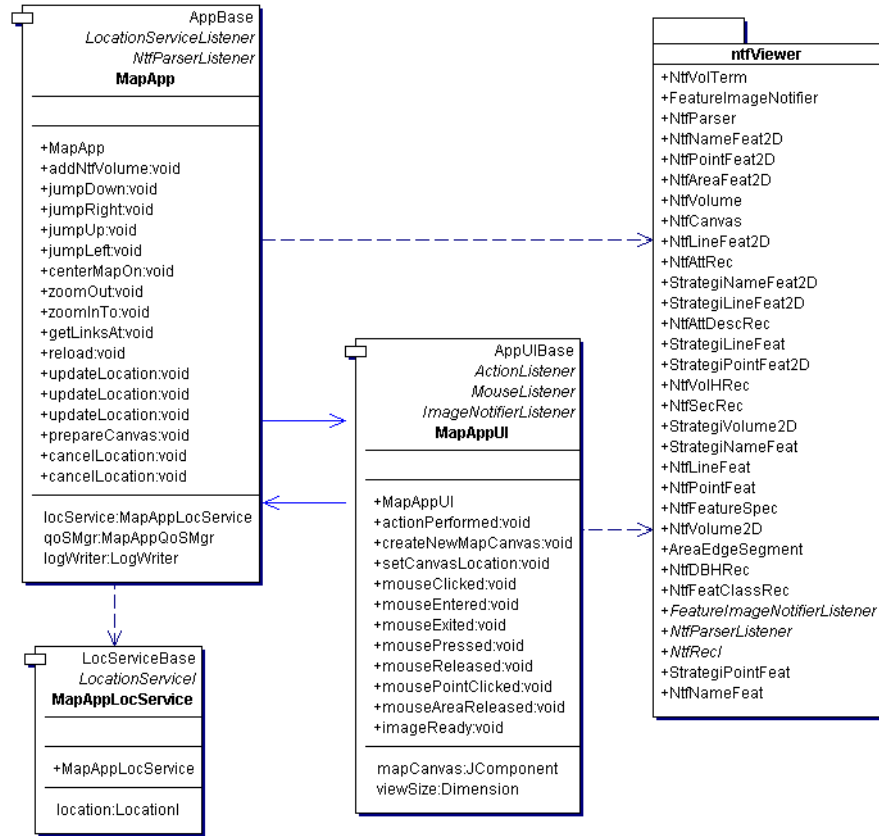 AppBase
LocationServiceListener
NtfParserListener
MapApp
+MapApp
+addNtfVolume:void
+jumpDown:void
+jumpRight:void
+jumpUp:void
+jumpLeft:void
+centerMapOn:void
+zoomOut:void
+zoomInTo:void
+getLinksAt:void
+reload:void
+updateLocation:void
+updateLocation:void
+updateLocation:void
+prepareCanvas:void
+cancelLocation:void
+cancelLocation:void
locService:MapAppLocService
qoSMgr:MapAppQoSMgr
logWriter:LogWriter
LocServiceBase
LocationServiceI
MapAppLocService
+MapAppLocService
location:LocationI
AppUIBase
ActionListener
MouseListener
ImageNotifierListener
MapAppUI
+MapAppUI
+actionPerformed:void
+createNewMapCanvas:void
+setCanvasLocation:void
+mouseClicked:void
+mouseEntered:void
+mouseExited:void
+mousePressed:void
+mouseReleased:void
+mousePointClicked:void
+mouseAreaReleased:void
+imageReady:void
mapCanvas:JComponent
viewSize:Dimension
ntfViewer
+NtfVolTerm
+FeatureImageNotifier
+NtfParser
+NtfNameFeat2D
+NtfPointFeat2D
+NtfAreaFeat2D
+NtfVolume
+NtfCanvas
+NtfLineFeat2D
+NtfAttRec
+StrategiNameFeat2D
+StrategiLineFeat2D
+NtfAttDescRec
+StrategiLineFeat
+StrategiPointFeat2D
+NtfVolHRec
+NtfSecRec
+StrategiVolume2D
+StrategiNameFeat
+NtfLineFeat
+NtfPointFeat
+NtfFeatureSpec
+NtfVolume2D
+AreaEdgeSegment
+NtfDBHRec
+NtfFeatClassRec
+FeatureImageNotifierListener
+NtfParserListener
+NtfRecI
+StrategiPointFeat
+NtfNameFeat